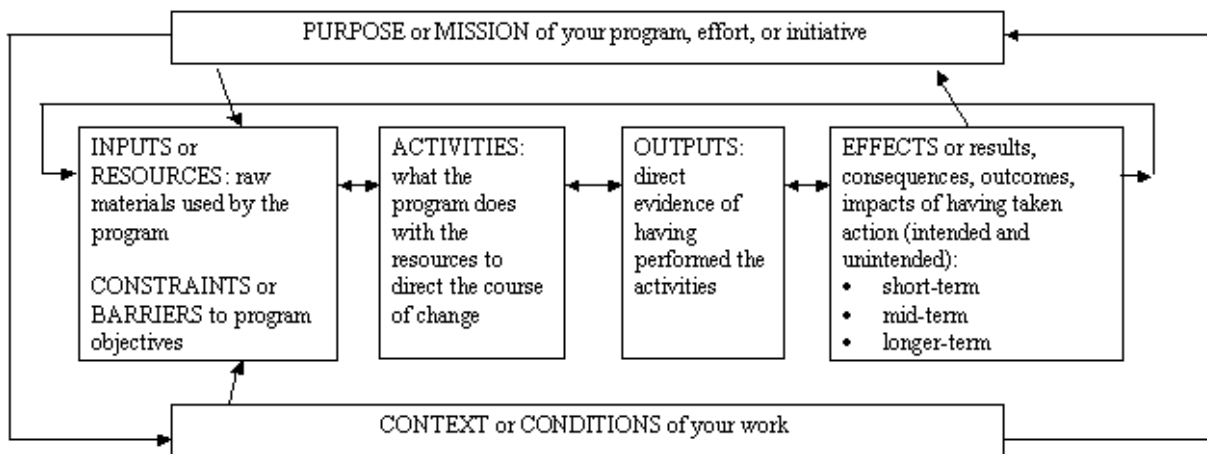 PURPOSE or MISSION of your program, effort, or initiative
INPUTS or
RESOURCES: raw
materials used by the
program
CONSTRAINTS or
BARRIERS to program
objectives
ACTIVITIES:
what the
program does
with the
resources to
direct the course
of change
OUTPUTS:
direct
evidence of
having
performed the
activities
EFFECTS or results,
consequences, outcomes,
impacts of having taken
action (intended and
unintended):
• short-term
• mid-term
• longer-term
CONTEXT or CONDITIONS of your work